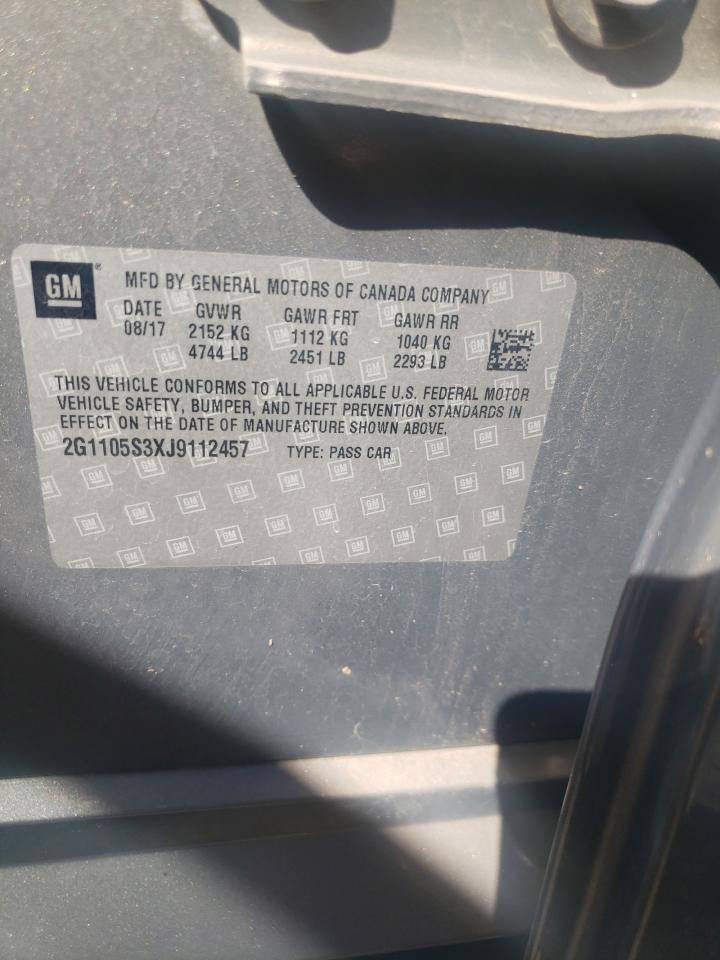 GM®
MFD BY GENERAL MOTORS OF CANADA COMPANY
DATE GVWR GAWR FRT GAWR RR
08/17 2152 KG 1112 KG 1040 KG
4744 LB 2451 LB 2293 LB
THIS VEHICLE CONFORMS TO ALL APPLICABLE U.S. FEDERAL MOTOR
VEHICLE SAFETY, BUMPER, AND THEFT PREVENTION STANDARDS IN
EFFECT ON THE DATE OF MANUFACTURE SHOWN ABOVE.
2G1105S3XJ9112457 TYPE: PASS CAR